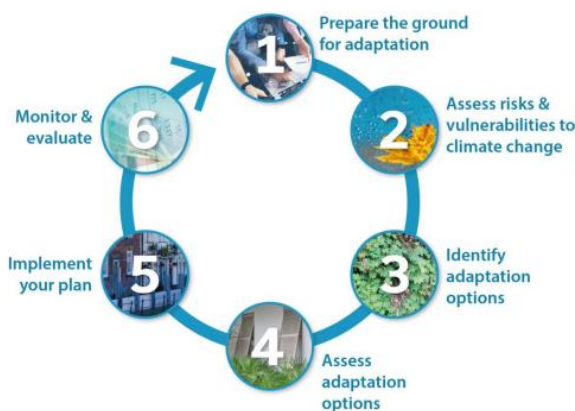 1
Prepare the ground
for adaptation
2
Assess risks &
vulnerabilities to
climate change
3
Identify
adaptation
options
4
Assess
adaptation
options
5
Implement
your plan
6
Monitor &
evaluate